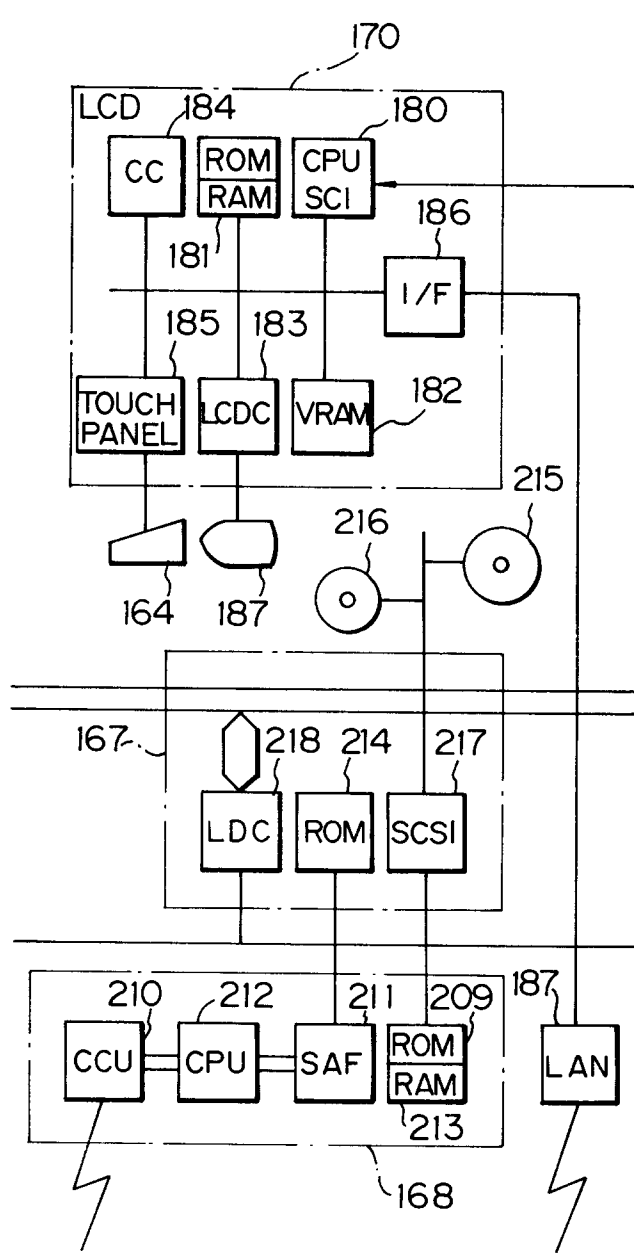 170
LCD
184
180
CC
ROM
RAM
CPU
SCI
181
186
I/F
185
183
TOUCH
PANEL
LCDC
VRAM
182
216
215
164
187
167
218
214
217
LDC
ROM
SCSI
210
212
211
209
187
CCU
CPU
SAF
ROM
RAM
LAN
213
168